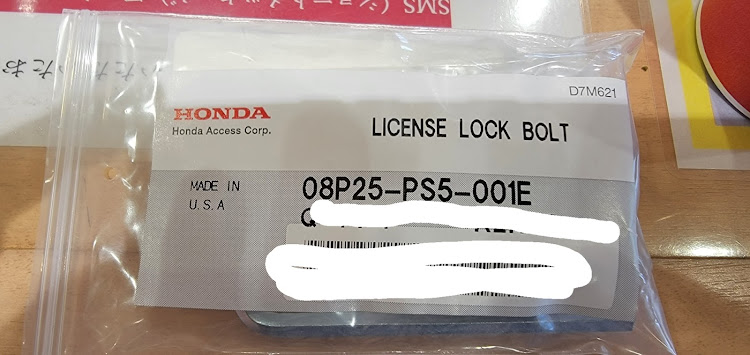 D7M621
HONDA
Honda Access Corp.
LICENSE LOCK BOLT
MADE IN
U.S.A
08P25-PS5-001E